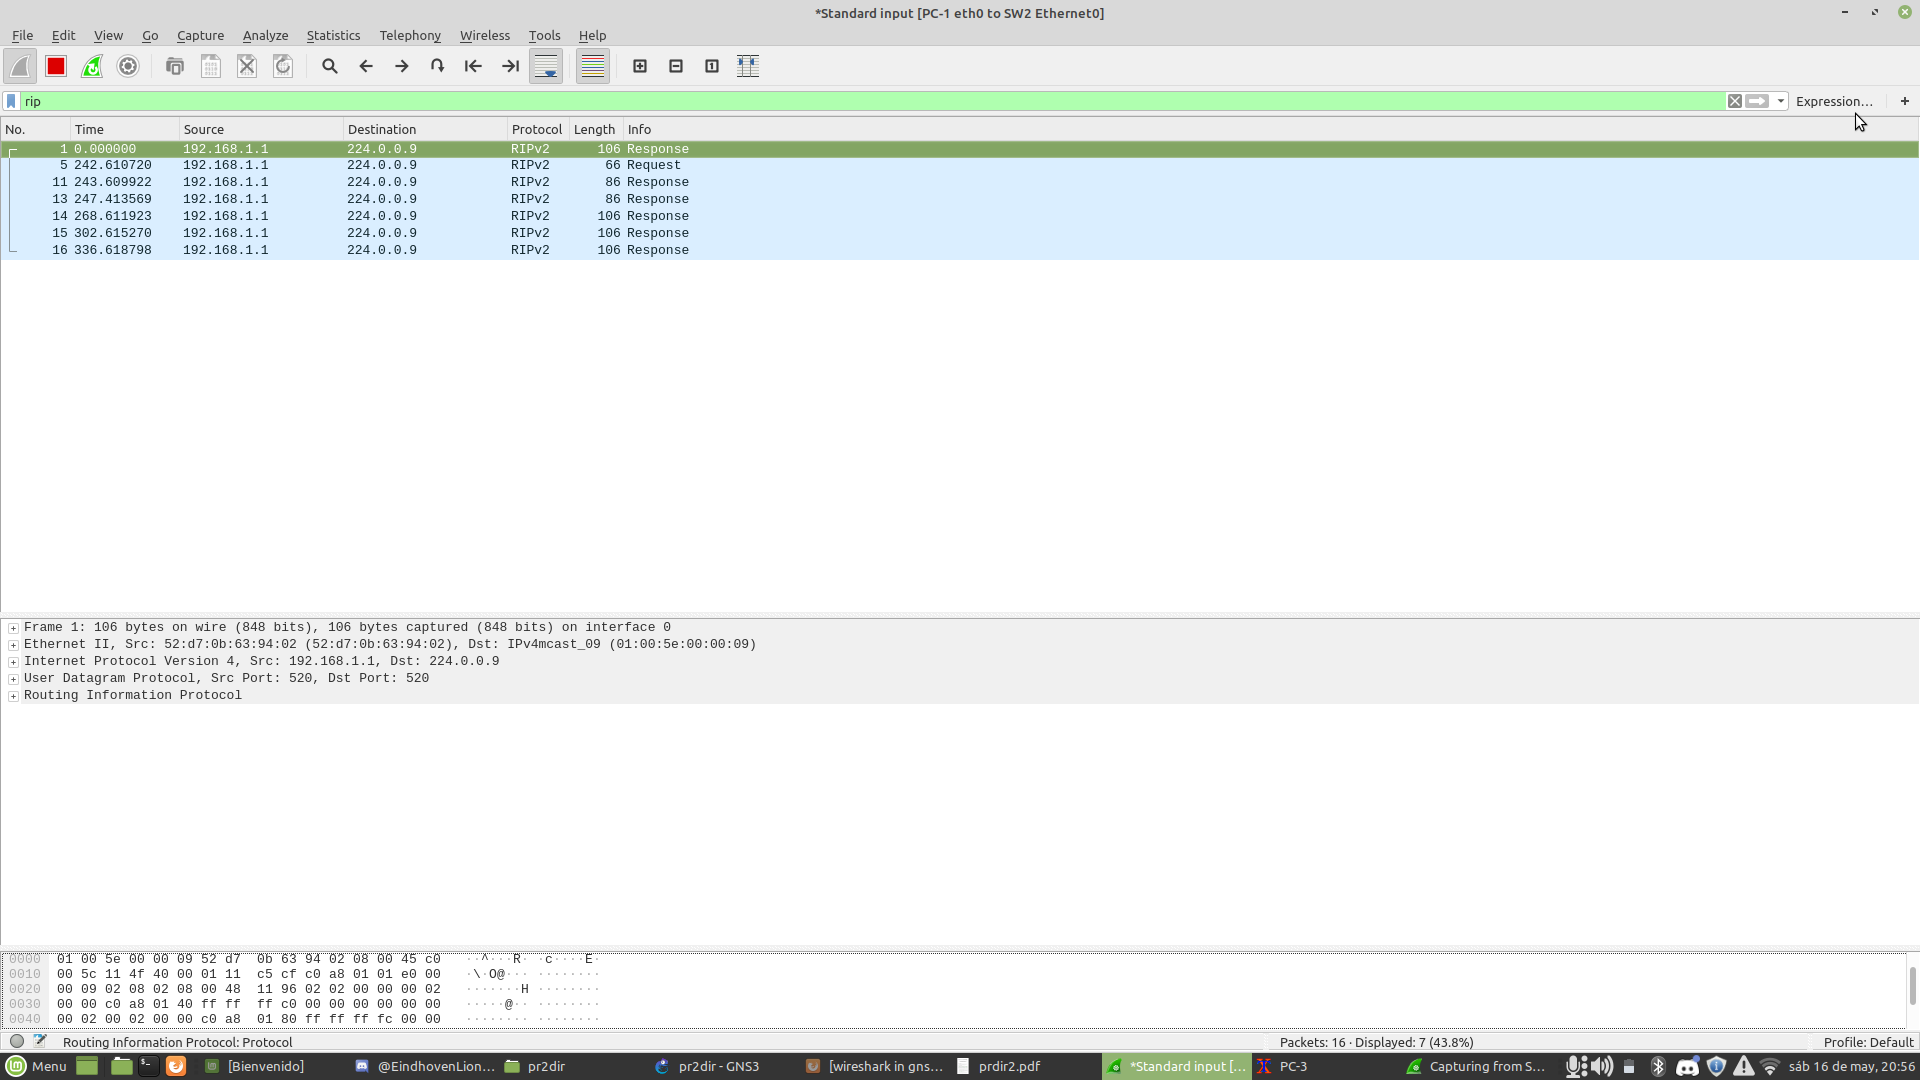 *Standard input [PC-1 eth0 to SW2 Ethernet0]
File Edit View Go Capture Analyze Statistics Telephony Wireless Tools Help
rip Expression… +
No. Time Source Destination Protocol Length Info
1 0.000000 192.168.1.1 224.0.0.9 RIPv2 106 Response
5 242.610720 192.168.1.1 224.0.0.9 RIPv2 66 Request
11 243.609922 192.168.1.1 224.0.0.9 RIPv2 86 Response
13 247.413569 192.168.1.1 224.0.0.9 RIPv2 86 Response
14 268.611923 192.168.1.1 224.0.0.9 RIPv2 106 Response
15 302.615270 192.168.1.1 224.0.0.9 RIPv2 106 Response
16 336.618798 192.168.1.1 224.0.0.9 RIPv2 106 Response
Frame 1: 106 bytes on wire (848 bits), 106 bytes captured (848 bits) on interface 0
Ethernet II, Src: 52:d7:0b:63:94:02 (52:d7:0b:63:94:02), Dst: IPv4mcast_09 (01:00:5e:00:00:09)
Internet Protocol Version 4, Src: 192.168.1.1, Dst: 224.0.0.9
User Datagram Protocol, Src Port: 520, Dst Port: 520
Routing Information Protocol
0000 01 00 5e 00 00 09 52 d7 0b 63 94 02 08 00 45 c0 ··^···R· ·c····E·
0010 00 5c 11 4f 40 00 01 11 c5 cf c0 a8 01 01 e0 00 ·\·O@··· ········
0020 00 09 02 08 02 08 00 48 11 96 02 02 00 00 00 02 ·······H ········
0030 00 00 c0 a8 01 40 ff ff ff c0 00 00 00 00 00 00 ·····@·· ········
0040 00 02 00 02 00 00 c0 a8 01 80 ff ff ff fc 00 00 ········ ········
Routing Information Protocol: Protocol Packets: 16 · Displayed: 7 (43.8%) Profile: Default
Menu [Bienvenido] @EindhovenLion... pr2dir pr2dir - GNS3 [wireshark in gns... prdir2.pdf *Standard input [... PC-3 Capturing from S... sáb 16 de may, 20:56